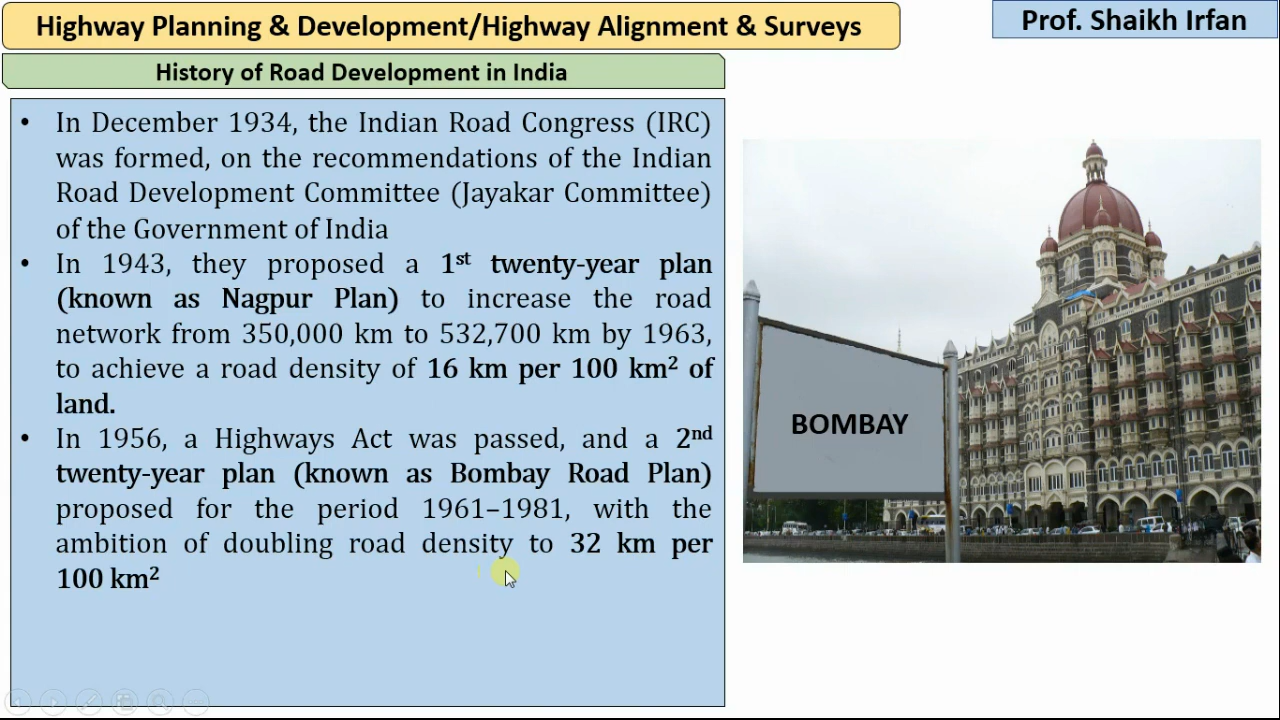 Highway Planning & Development/Highway Alignment & Surveys
Prof. Shaikh Irfan
History of Road Development in India
• In December 1934, the Indian Road Congress (IRC)
was formed, on the recommendations of the Indian
Road Development Committee (Jayakar Committee)
of the Government of India
• In 1943, they proposed a 1st twenty-year plan
(known as Nagpur Plan) to increase the road
network from 350,000 km to 532,700 km by 1963,
to achieve a road density of 16 km per 100 km² of
land.
• In 1956, a Highways Act was passed, and a 2nd
twenty-year plan (known as Bombay Road Plan)
proposed for the period 1961–1981, with the
ambition of doubling road density to 32 km per
100 km²
BOMBAY